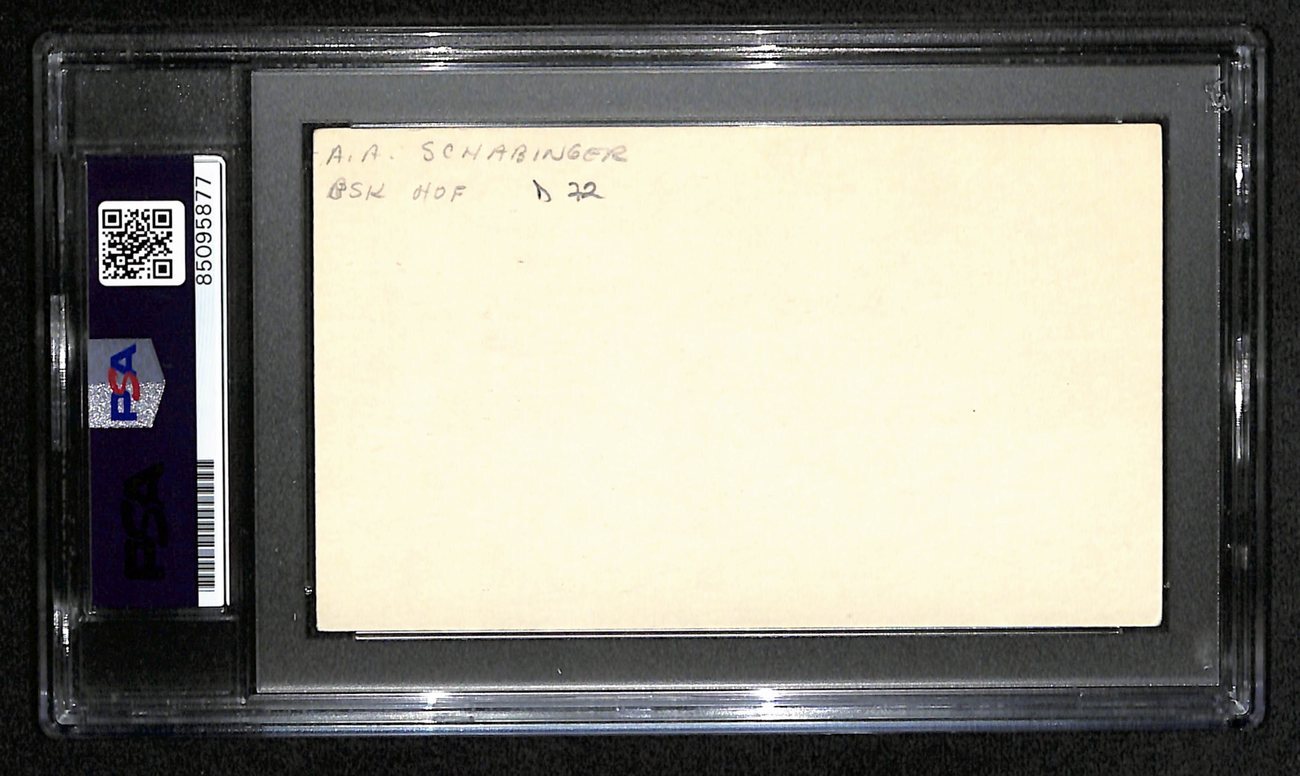 A. A. SCHABINGER
BSK HOF D 72
85095877
PSA
PSA